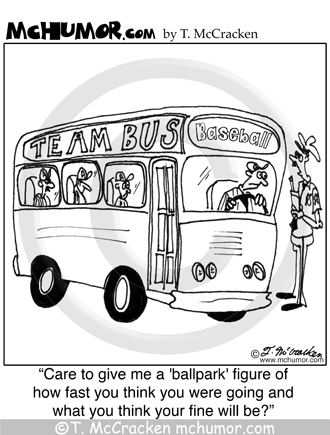 McHUMOR.com by T. McCracken
TEAM BUS
Baseball
© T. McCracken
www.mchumor.com
“Care to give me a 'ballpark' figure of
how fast you think you were going and
what you think your fine will be?”
©T. McCracken mchumor.com